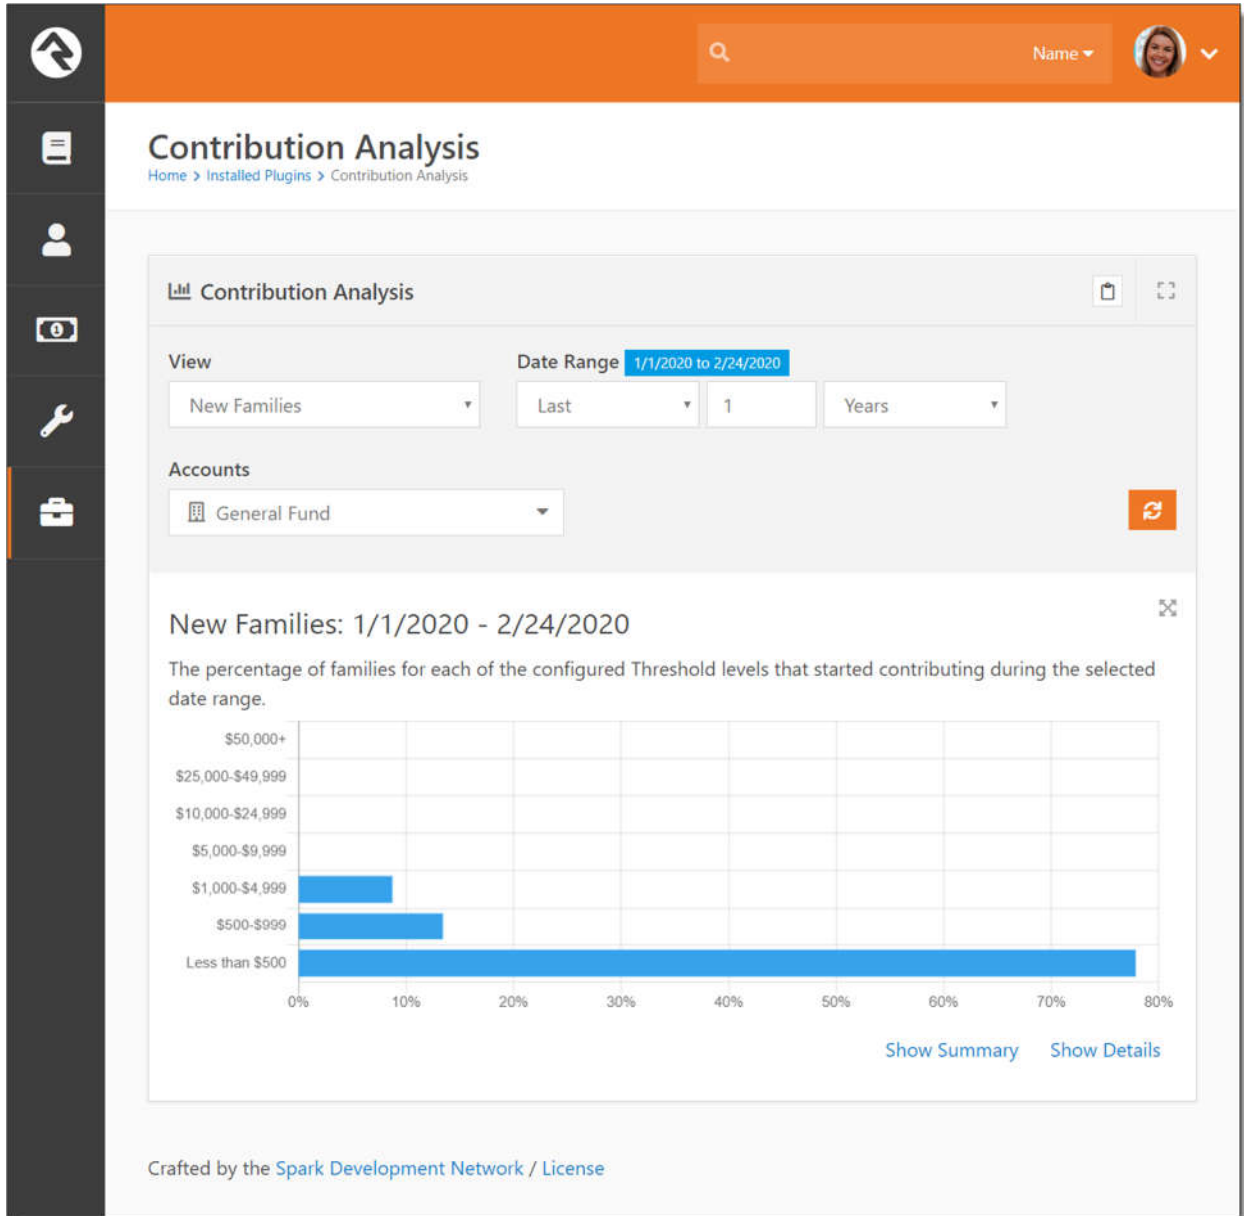 Name
Contribution Analysis
Home > Installed Plugins > Contribution Analysis
Contribution Analysis
View
Date Range 1/1/2020 to 2/24/2020
New Families
Last
1
Years
Accounts
General Fund
New Families: 1/1/2020 - 2/24/2020
The percentage of families for each of the configured Threshold levels that started contributing during the selected
date range.
$50,000+
$25,000-$49,999
$10,000-$24,999
$5,000-$9,999
$1,000-$4,999
$500-$999
Less than $500
0% 10% 20% 30% 40% 50% 60% 70% 80%
Show Summary Show Details
Crafted by the Spark Development Network / License